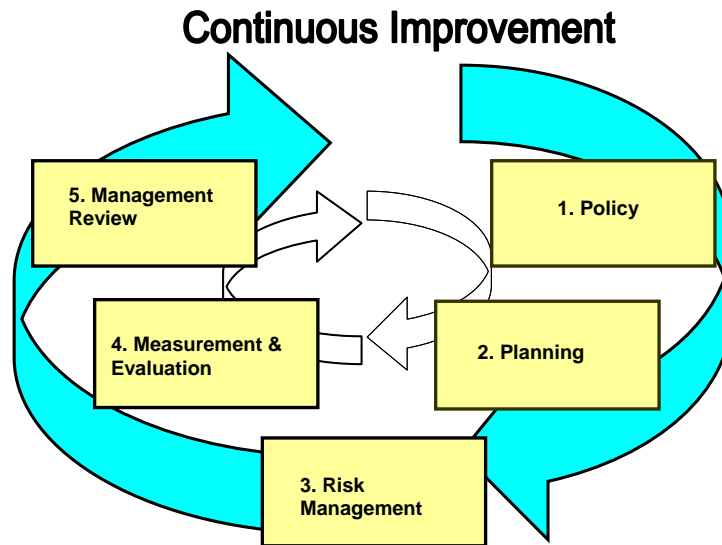 Continuous Improvement
5. Management
Review
1. Policy
4. Measurement &
Evaluation
2. Planning
3. Risk
Management